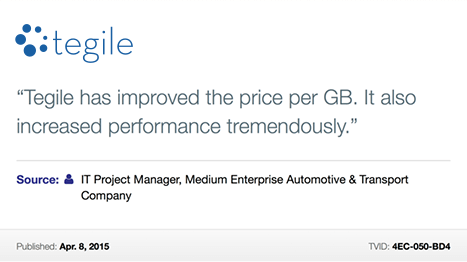 tegile
“Tegile has improved the price per GB. It also
increased performance tremendously.”
Source: IT Project Manager, Medium Enterprise Automotive & Transport
Company
Published: Apr. 8, 2015 TVID: 4EC-050-BD4